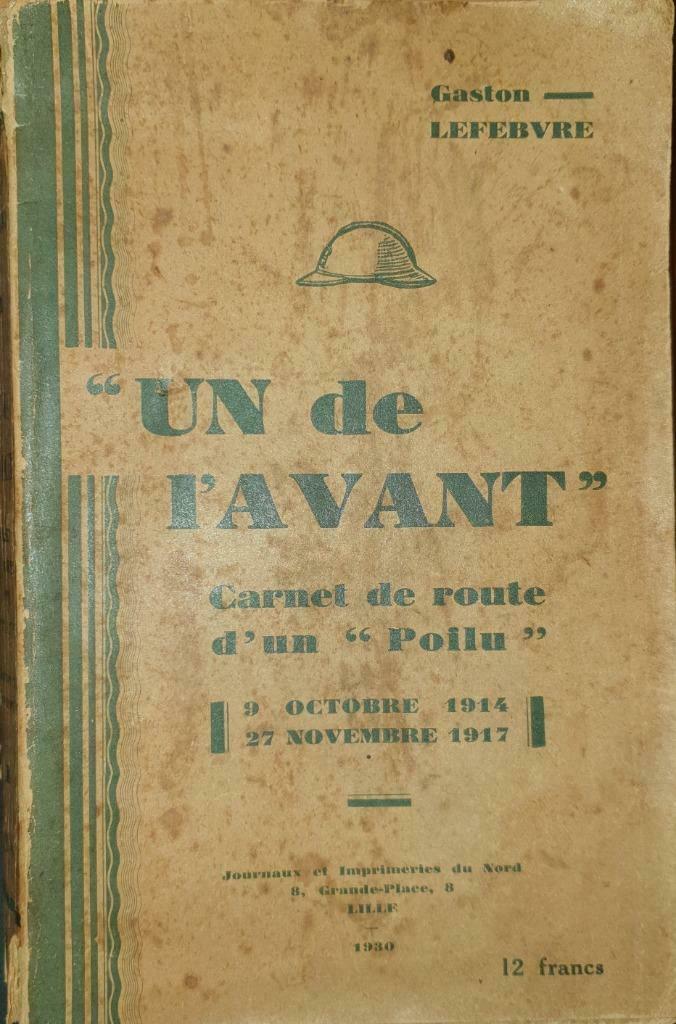 Gaston —
LEFEBVRE
“UN de
l'AVANT”
Carnet de route
d'un “ Poilu ”
9 OCTOBRE 1914
27 NOVEMBRE 1917
Journaux et Imprimeries du Nord
8, Grande-Place, 8
LILLE
1930
12 francs